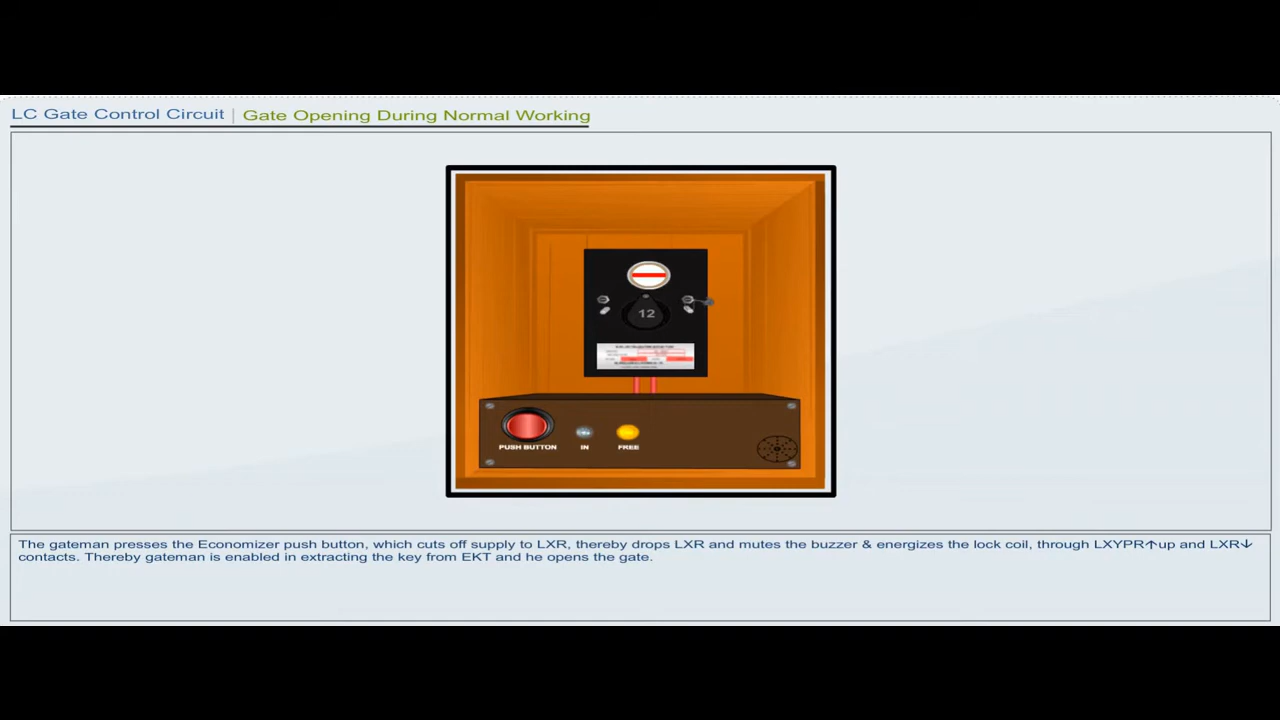 LC Gate Control Circuit | Gate Opening During Normal Working
12
PUSH BUTTON IN FREE
The gateman presses the Economizer push button, which cuts off supply to LXR, thereby drops LXR and mutes the buzzer & energizes the lock coil, through LXYPR↑up and LXR↓
contacts. Thereby gateman is enabled in extracting the key from EKT and he opens the gate.